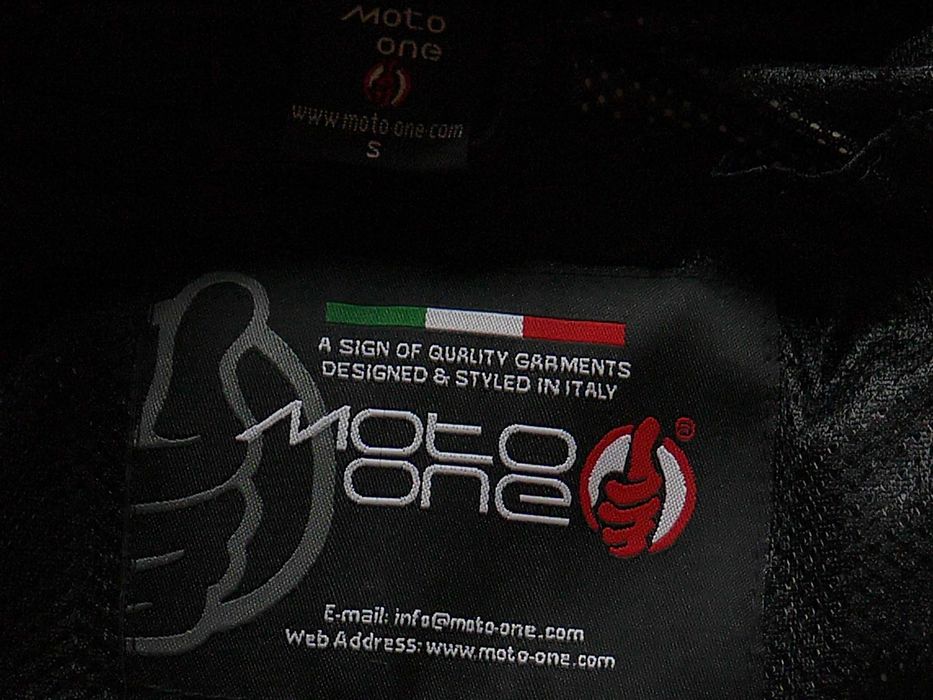 Moto
one
www.moto-one.com
S
A SIGN OF QUALITY GARMENTS
DESIGNED & STYLED IN ITALY
Moto
one
®
E-mail: info@moto-one.com
Web Address: www.moto-one.com